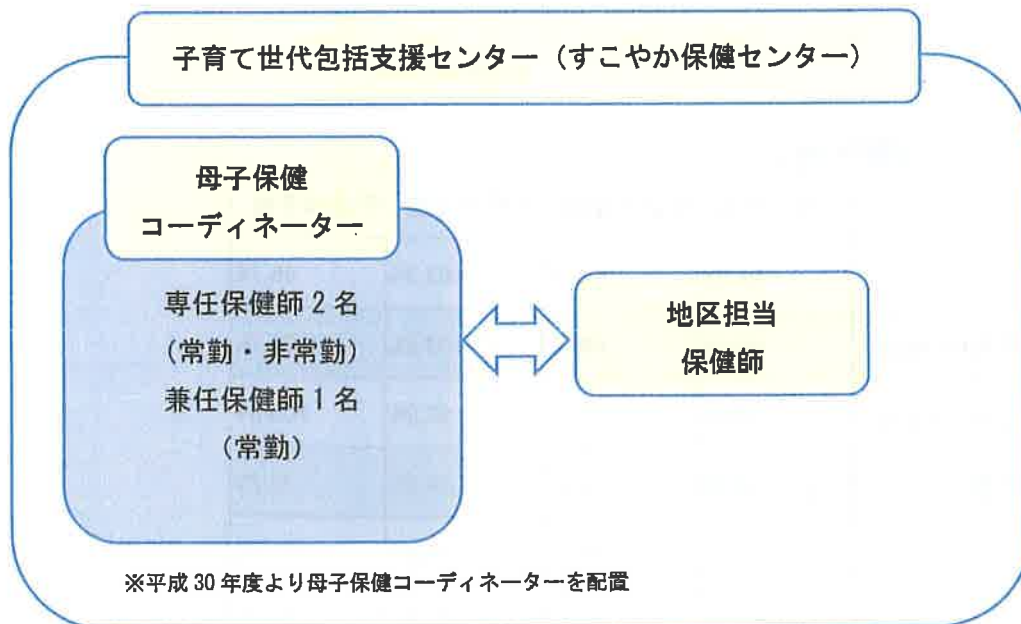 子育て世代包括支援センター（すこやか保健センター）
母子保健
コーディネーター
専任保健師２名
（常勤・非常勤）
兼任保健師１名
（常勤）
地区担当
保健師
※平成 30 年度より母子保健コーディネーターを配置